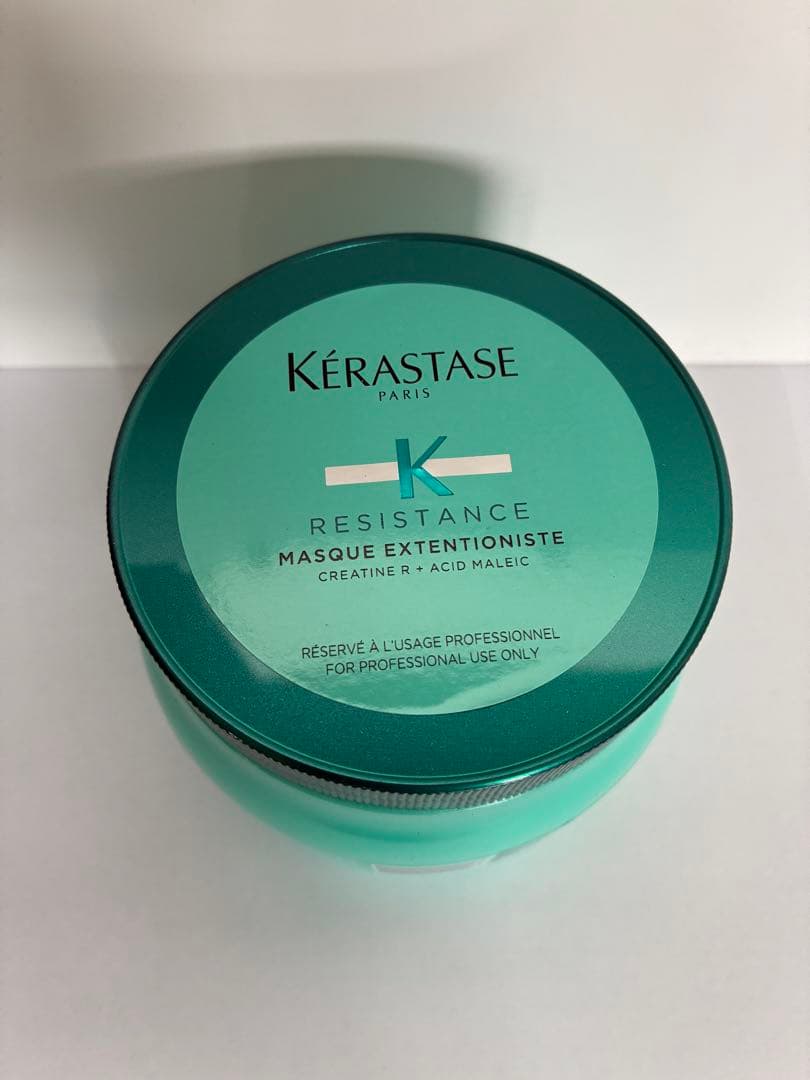 KÉRASTASE
PARIS
K
RESISTANCE
MASQUE EXTENTIONISTE
CREATINE R + ACID MALEIC
RÉSERVÉ À L'USAGE PROFESSIONNEL
FOR PROFESSIONAL USE ONLY